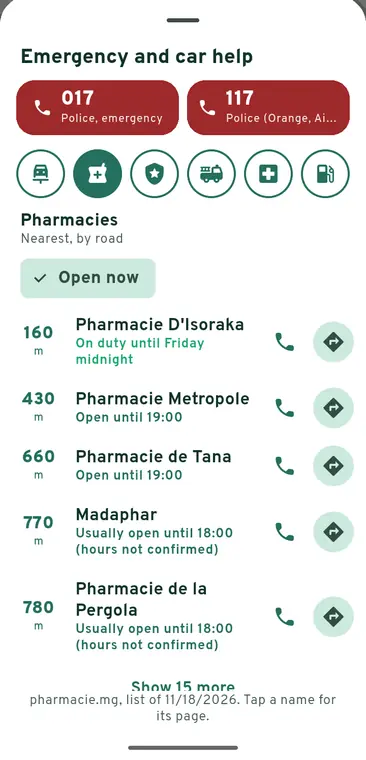 Emergency and car help
017
Police, emergency
117
Police (Orange, Ai...
Pharmacies
Nearest, by road
Open now
160
m
Pharmacie D'Isoraka
On duty until Friday
midnight
430
m
Pharmacie Metropole
Open until 19:00
660
m
Pharmacie de Tana
Open until 19:00
770
m
Madaphar
Usually open until 18:00
(hours not confirmed)
780
m
Pharmacie de la
Pergola
Usually open until 18:00
(hours not confirmed)
Show 15 more
pharmacie.mg, list of 11/18/2026. Tap a name for
its page.